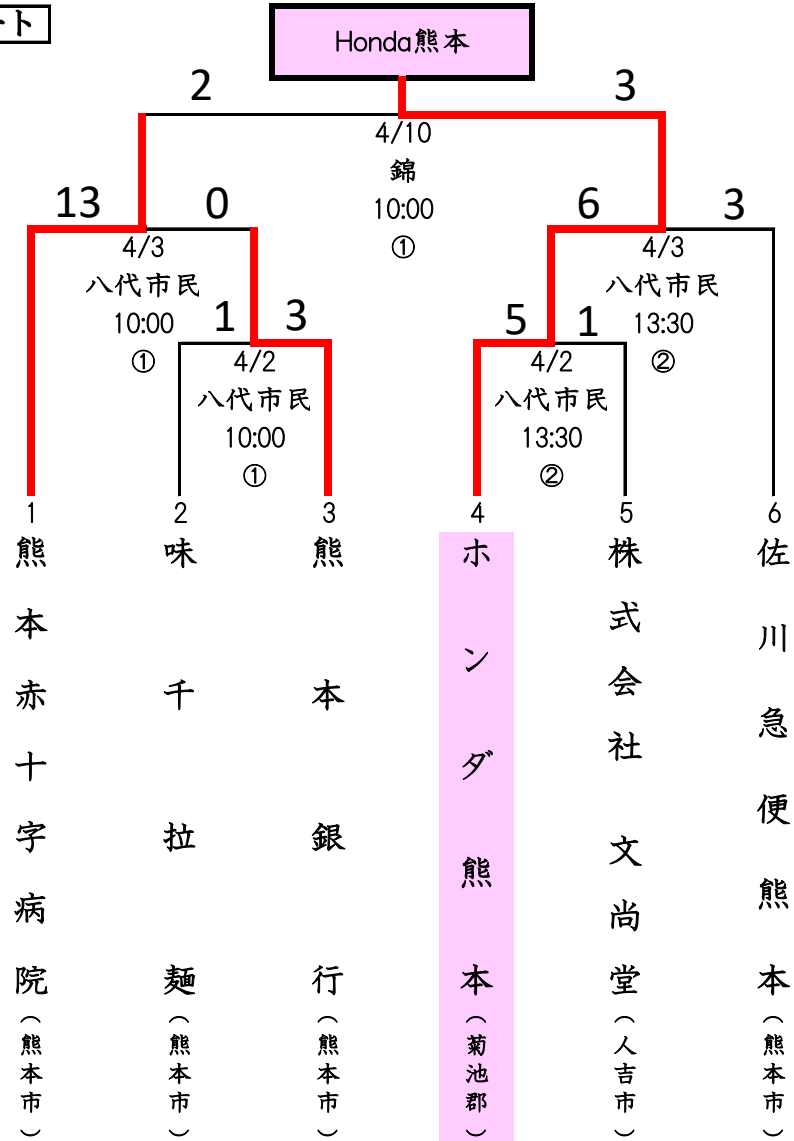 ート
Honda熊本
2
3
4/10
錦
10:00
①
13
0
6
3
4/3
八代市民
10:00
①
4/3
八代市民
13:30
②
1
3
5
1
4/2
八代市民
10:00
①
4/2
八代市民
13:30
②
1
熊本赤十字病院(熊本市)
2
味千拉麺(熊本市)
3
熊本銀行(熊本市)
4
ホンダ熊本(菊池郡)
5
株式会社 文尚堂(人吉市)
6
佐川急便熊本(熊本市)